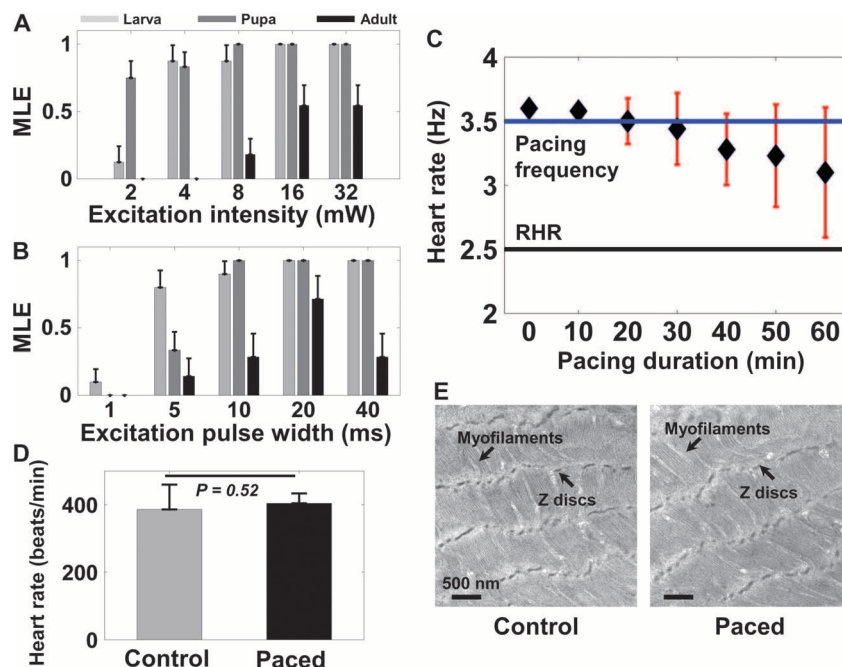 A
Larva Pupa Adult
1
0.5
0
MLE
2 4 8 16 32
Excitation intensity (mW)
B
1
0.5
0
MLE
1 5 10 20 40
Excitation pulse width (ms)
C
4
3.5
3
2.5
2
Heart rate (Hz)
Pacing
frequency
RHR
0 10 20 30 40 50 60
Pacing duration (min)
D
P = 0.52
400
200
0
Heart rate (beats/min)
Control Paced
E
Myofilaments
Z discs
500 nm
Control
Myofilaments
Z discs
Paced